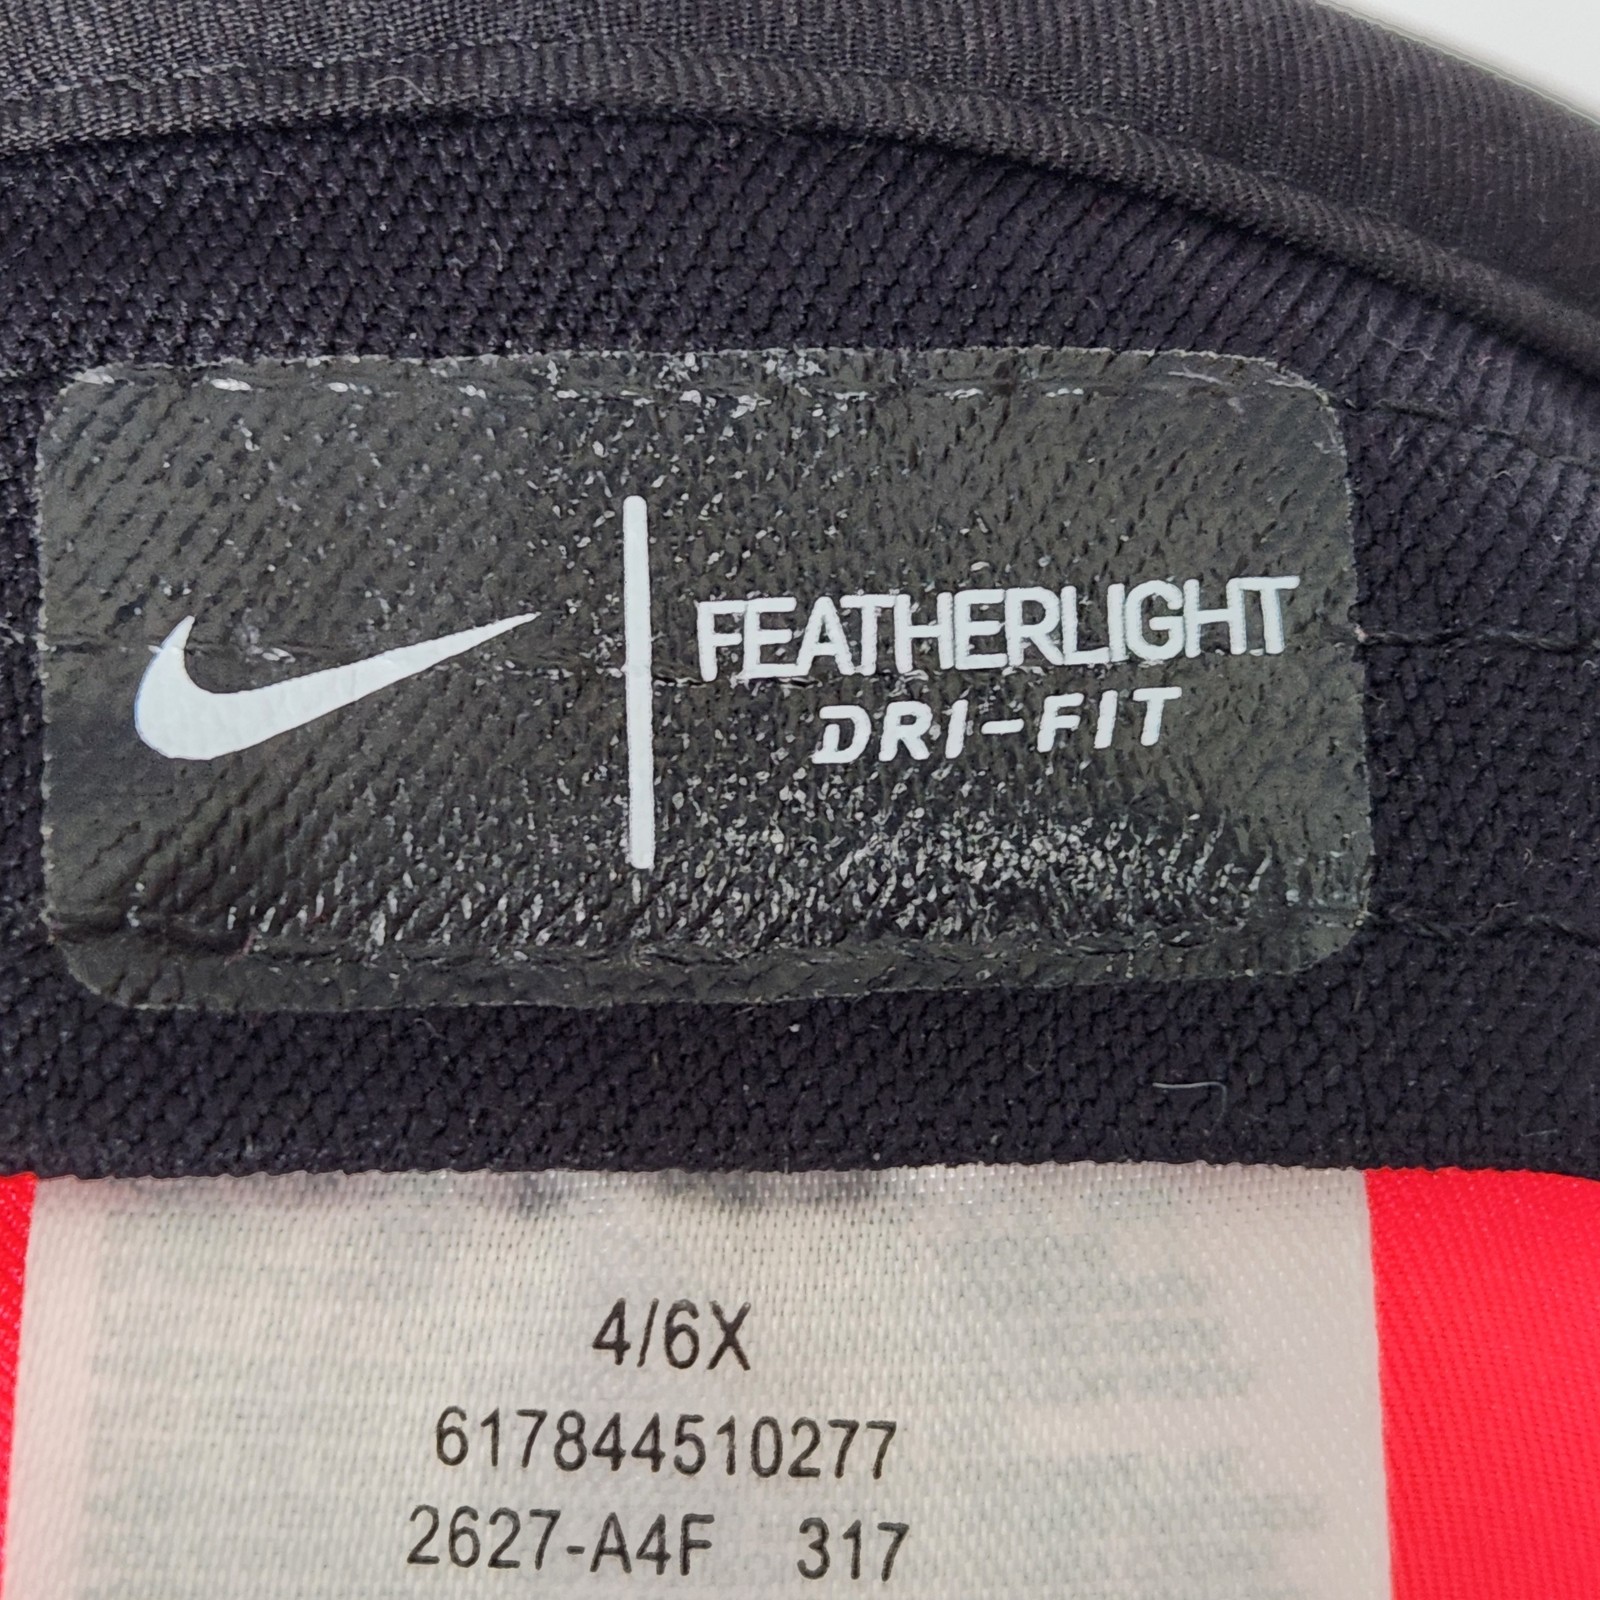 FEATHERLIGHT
DRI-FIT
4/6X
617844510277
2627-A4F 317